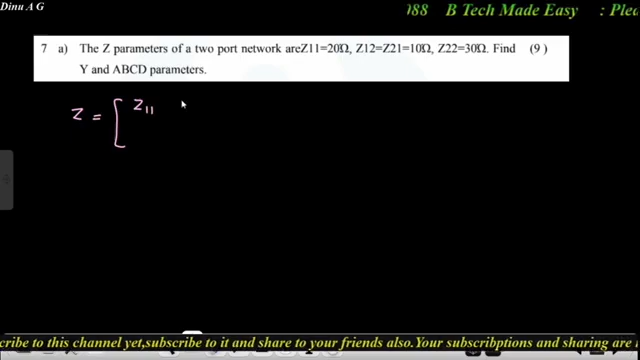 Dinu A G
088 B Tech Made Easy : Plea
7 a) The Z parameters of a two port network areZ11=20Ω, Z12=Z21=10Ω, Z22=30Ω. Find (9 )
Y and ABCD parameters.
Z = [ Z11
cribe to this channel yet,subscribe to it and share to your friends also.Your subscribptions and sharing are